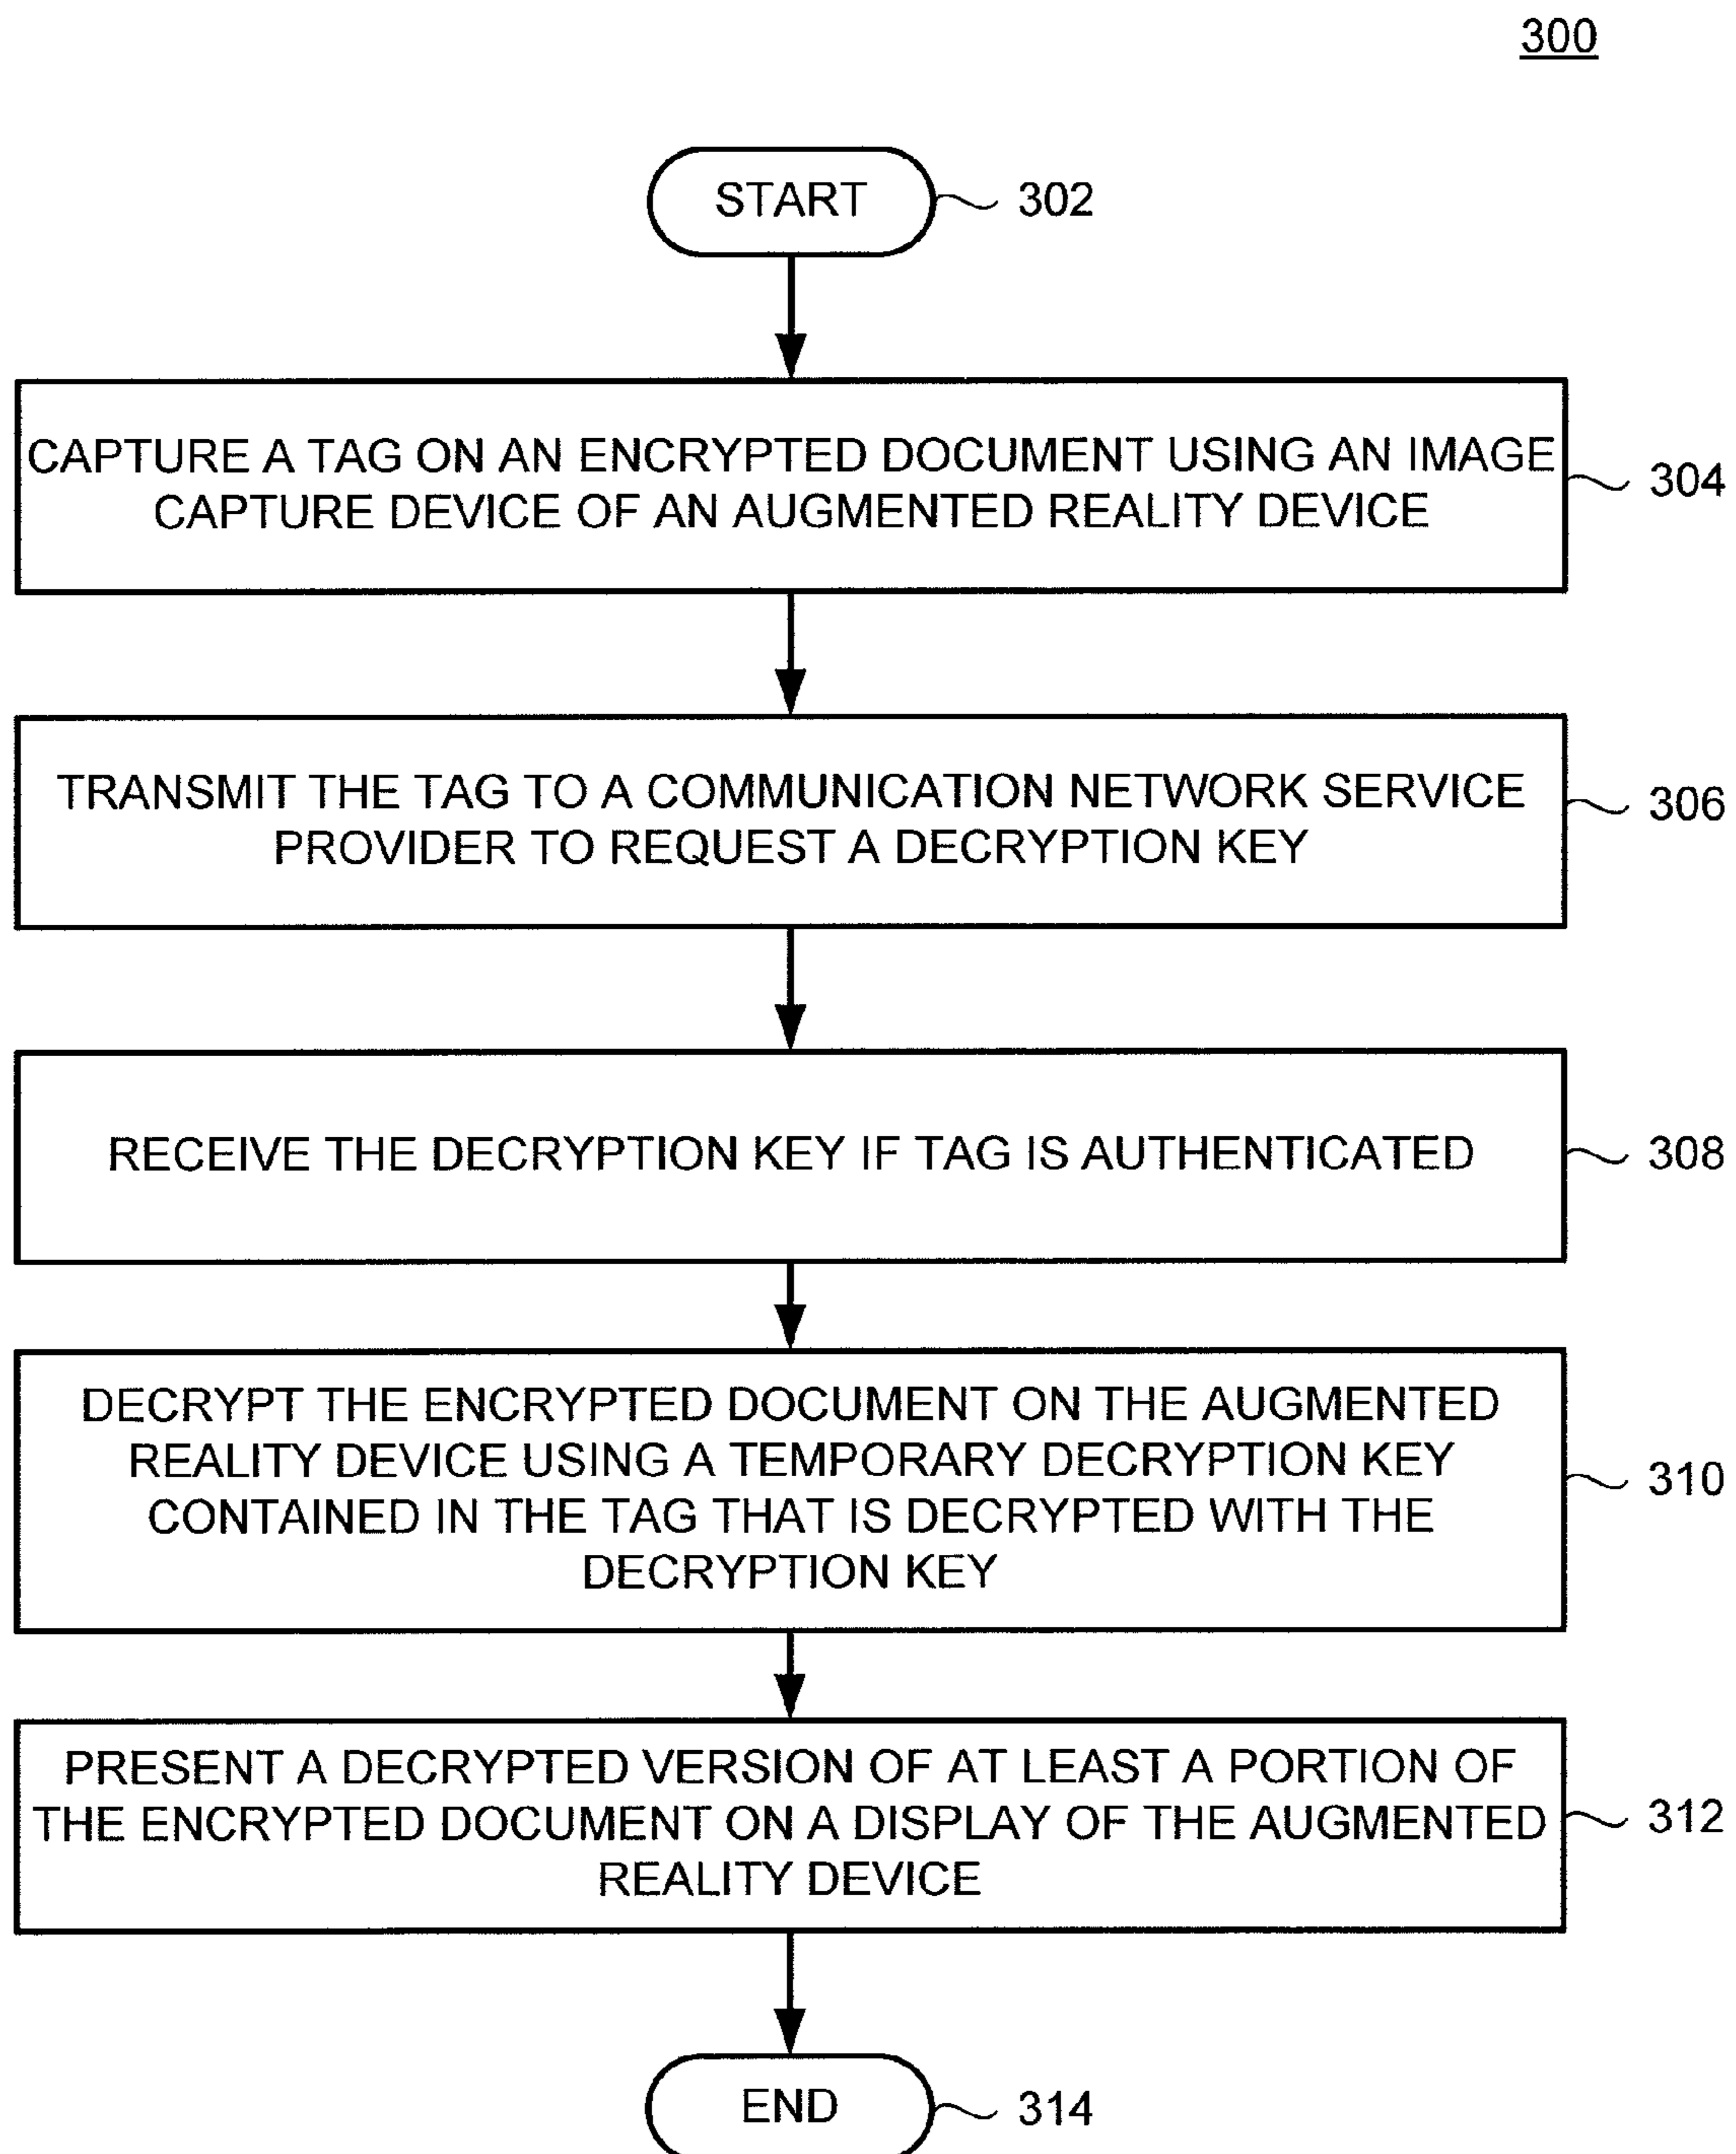 300
START
302
CAPTURE A TAG ON AN ENCRYPTED DOCUMENT USING AN IMAGE
CAPTURE DEVICE OF AN AUGMENTED REALITY DEVICE
304
TRANSMIT THE TAG TO A COMMUNICATION NETWORK SERVICE
PROVIDER TO REQUEST A DECRYPTION KEY
306
RECEIVE THE DECRYPTION KEY IF TAG IS AUTHENTICATED
308
DECRYPT THE ENCRYPTED DOCUMENT ON THE AUGMENTED
REALITY DEVICE USING A TEMPORARY DECRYPTION KEY
CONTAINED IN THE TAG THAT IS DECRYPTED WITH THE
DECRYPTION KEY
310
PRESENT A DECRYPTED VERSION OF AT LEAST A PORTION OF
THE ENCRYPTED DOCUMENT ON A DISPLAY OF THE AUGMENTED
REALITY DEVICE
312
END
314